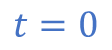 t = 0